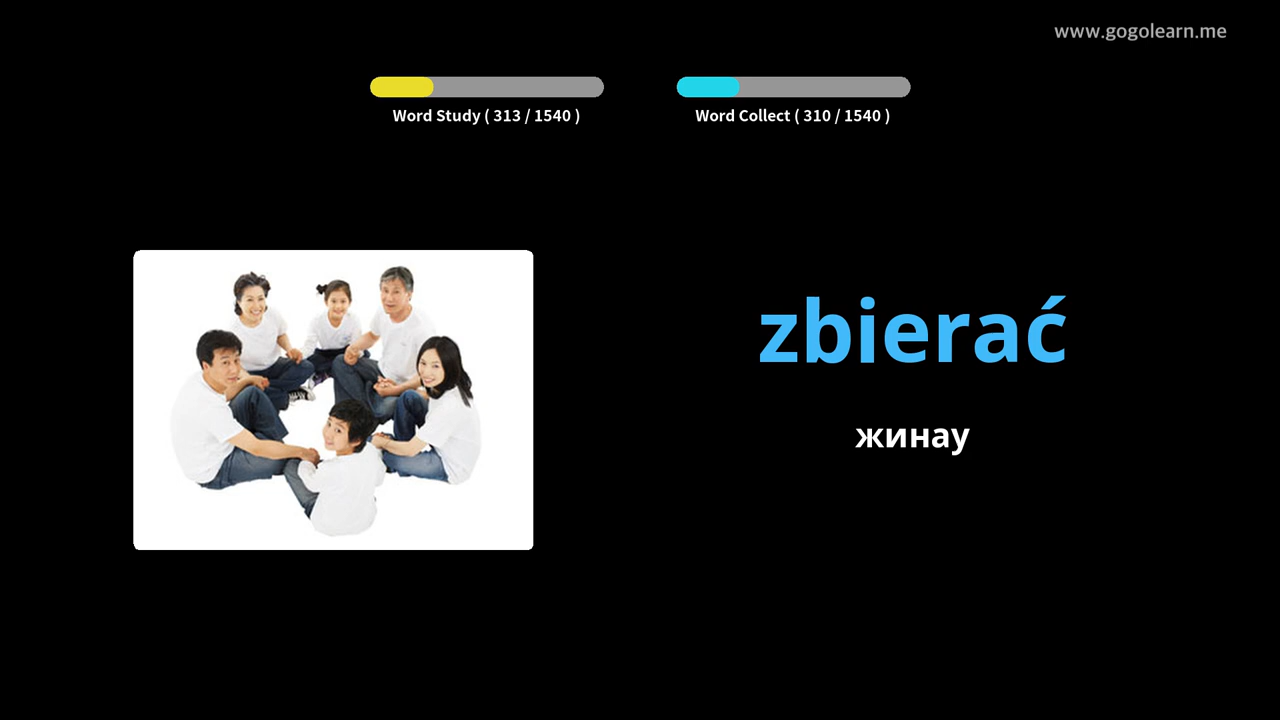 www.gogolearn.me
Word Study ( 313 / 1540 )
Word Collect ( 310 / 1540 )
zbierać
жинау